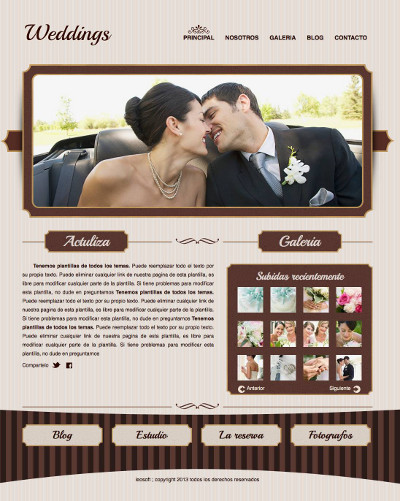 Weddings
PRINCIPAL NOSOTROS GALERIA BLOG CONTACTO
Actuliza
Galeria
Tenemos plantillas de todos los temas. Puede reemplazar todo el texto por
su propio texto. Puede eliminar cualquier link de nuestra pagina de esta plantilla, es
libre para modificar cualquier parte de la plantilla. Si tiene problemas para modificar
esta plantilla, no dude en preguntarnos Tenemos plantillas de todos los temas.
Puede reemplazar todo el texto por su propio texto. Puede eliminar cualquier link de
nuestra pagina de esta plantilla, es libre para modificar cualquier parte de la plantilla.
Si tiene problemas para modificar esta plantilla, no dude en preguntarnos Tenemos
plantillas de todos los temas. Puede reemplazar todo el texto por su propio texto.
Puede eliminar cualquier link de nuestra pagina de esta plantilla, es libre para
modificar cualquier parte de la plantilla. Si tiene problemas para modificar esta
plantilla, no dude en preguntarnos
Compartelo
Subidas recientemente
Anterior Siguiente
Blog Estudio La reserva Fotografos
; copyright 2013 todos los derechos reservados